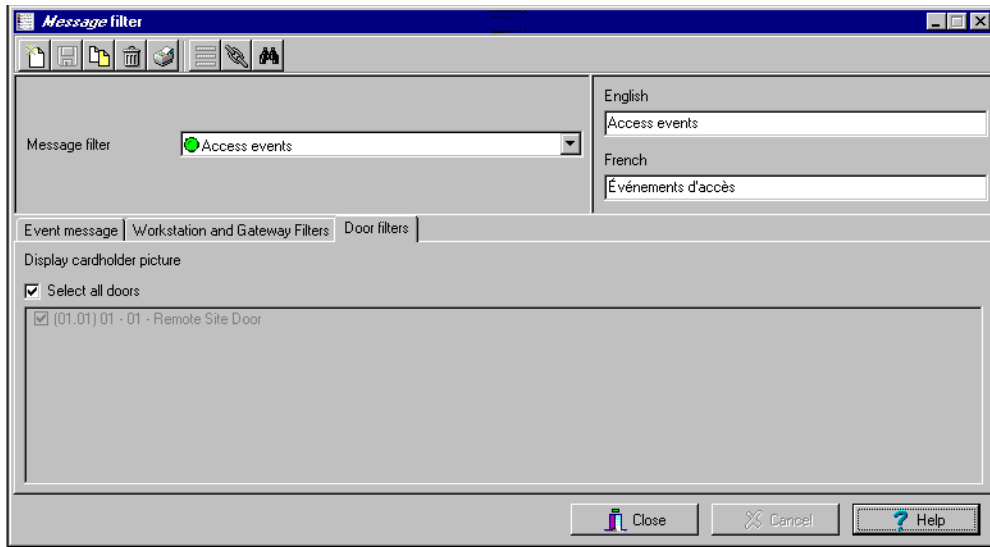 Message filter
English
Access events
Message filter
Access events
French
Événements d'accès
Event message
Workstation and Gateway Filters
Door filters
Display cardholder picture
Select all doors
(01.01) 01 - 01 - Remote Site Door
Close
Cancel
? Help